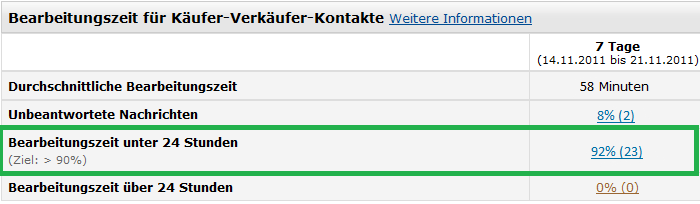 Bearbeitungszeit für Käufer-Verkäufer-Kontakte Weitere Informationen
7 Tage
(14.11.2011 bis 21.11.2011)
Durchschnittliche Bearbeitungszeit 58 Minuten
Unbeantwortete Nachrichten 8% (2)
Bearbeitungszeit unter 24 Stunden
(Ziel: > 90%) 92% (23)
Bearbeitungszeit über 24 Stunden 0% (0)